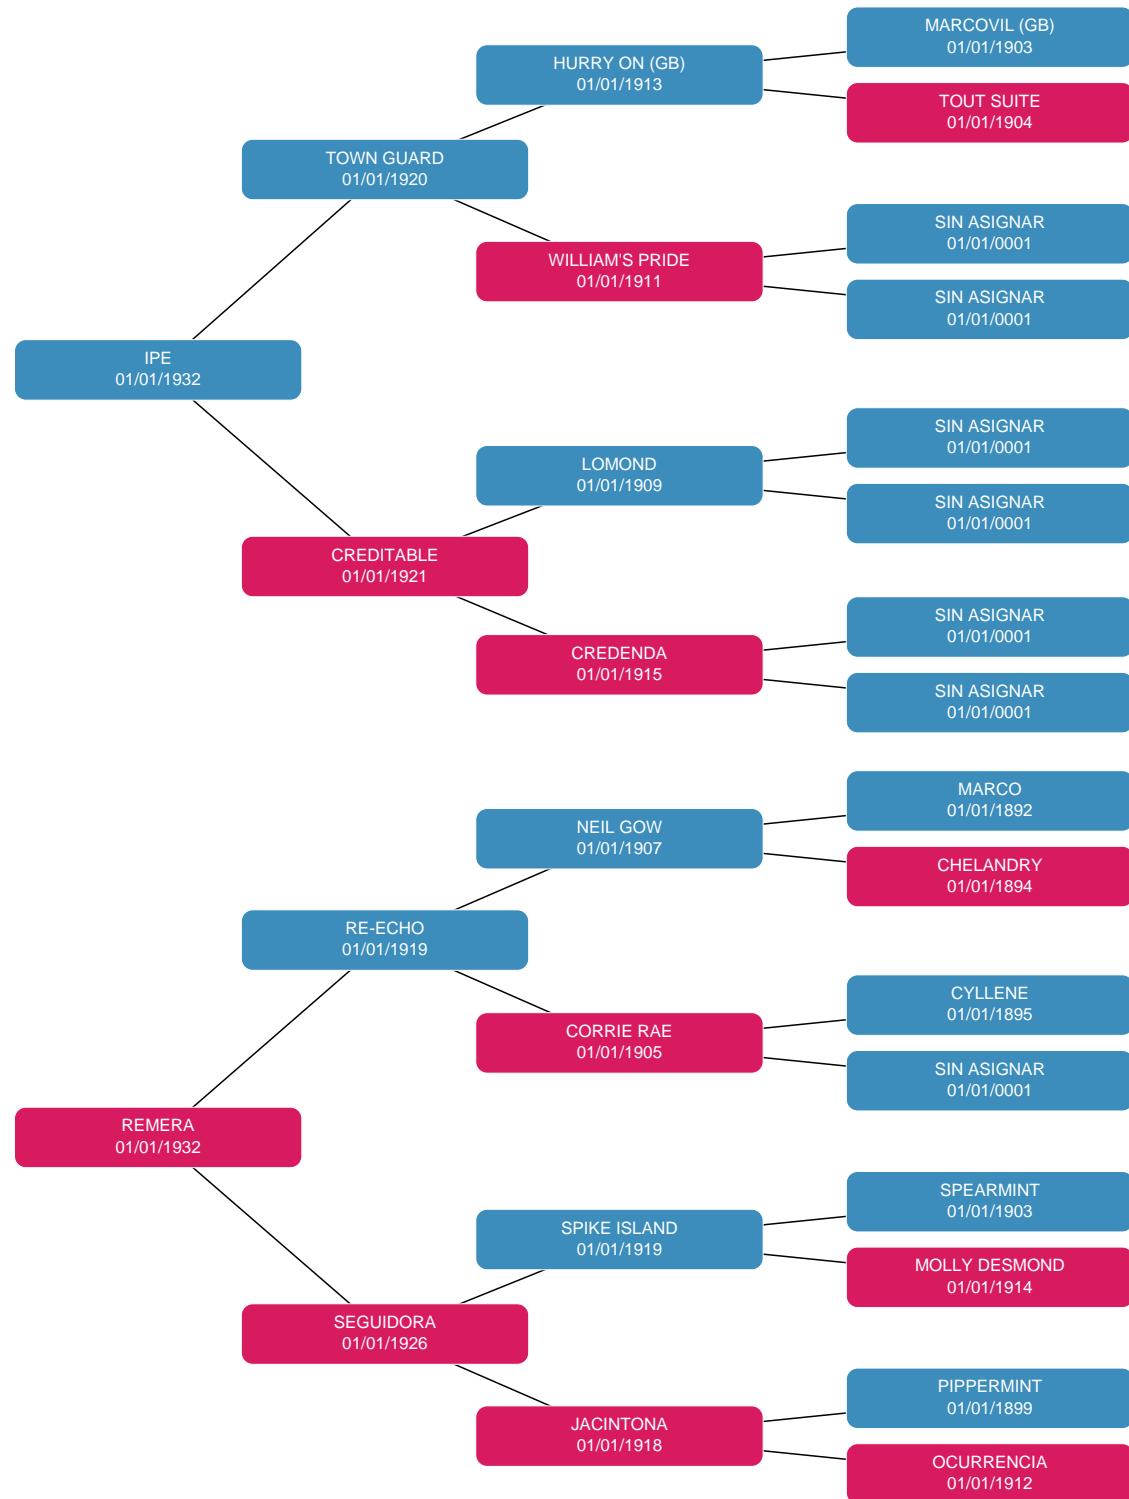 MARCOVIL (GB)
01/01/1903
HURRY ON (GB)
01/01/1913
TOUT SUITE
01/01/1904
TOWN GUARD
01/01/1920
SIN ASIGNAR
01/01/0001
WILLIAM'S PRIDE
01/01/1911
SIN ASIGNAR
01/01/0001
IPE
01/01/1932
SIN ASIGNAR
01/01/0001
LOMOND
01/01/1909
SIN ASIGNAR
01/01/0001
CREDITABLE
01/01/1921
SIN ASIGNAR
01/01/0001
CREDENDA
01/01/1915
SIN ASIGNAR
01/01/0001
MARCO
01/01/1892
NEIL GOW
01/01/1907
CHELANDRY
01/01/1894
RE-ECHO
01/01/1919
CYLLENE
01/01/1895
CORRIE RAE
01/01/1905
SIN ASIGNAR
01/01/0001
REMERA
01/01/1932
SPEARMINT
01/01/1903
SPIKE ISLAND
01/01/1919
MOLLY DESMOND
01/01/1914
SEGUIDORA
01/01/1926
PIPPERMINT
01/01/1899
JACINTONA
01/01/1918
OCURRENCIA
01/01/1912